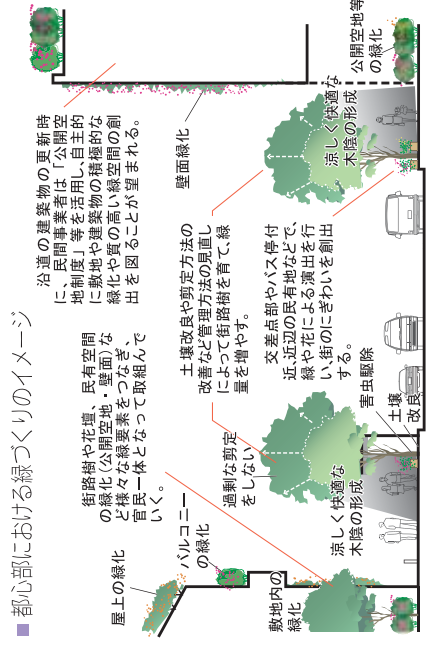 ■都心部における緑づくりのイメージ
街路樹や花壇、民有空間
の緑化（公開空地・壁面）な
ど様々な緑要素をつなぎ、
官民一体となって取組んで
いく。
沿道の建築物の更新時
に、民間事業者は「公開空
地制度」等を活用し、自主的
に敷地や建築物の積極的な
緑化や質の高い緑空間の創
出を図ることが望まれる。
屋上の緑化
バルコニー
の緑化
過剰な剪定
をしない
土壌改良や剪定方法の
改善など管理方法の見直し
によって街路樹を育て、緑
量を増やす。
壁面緑化
交差点部やバス停付
近、近辺の民有地などで、
緑や花による演出を行
い、街のにぎわいを創出
する。
敷地内の
緑化
涼しく快適な
木陰の形成
害虫駆除
土壌
改良
涼しく快適な
木陰の形成
公開空地等
の緑化